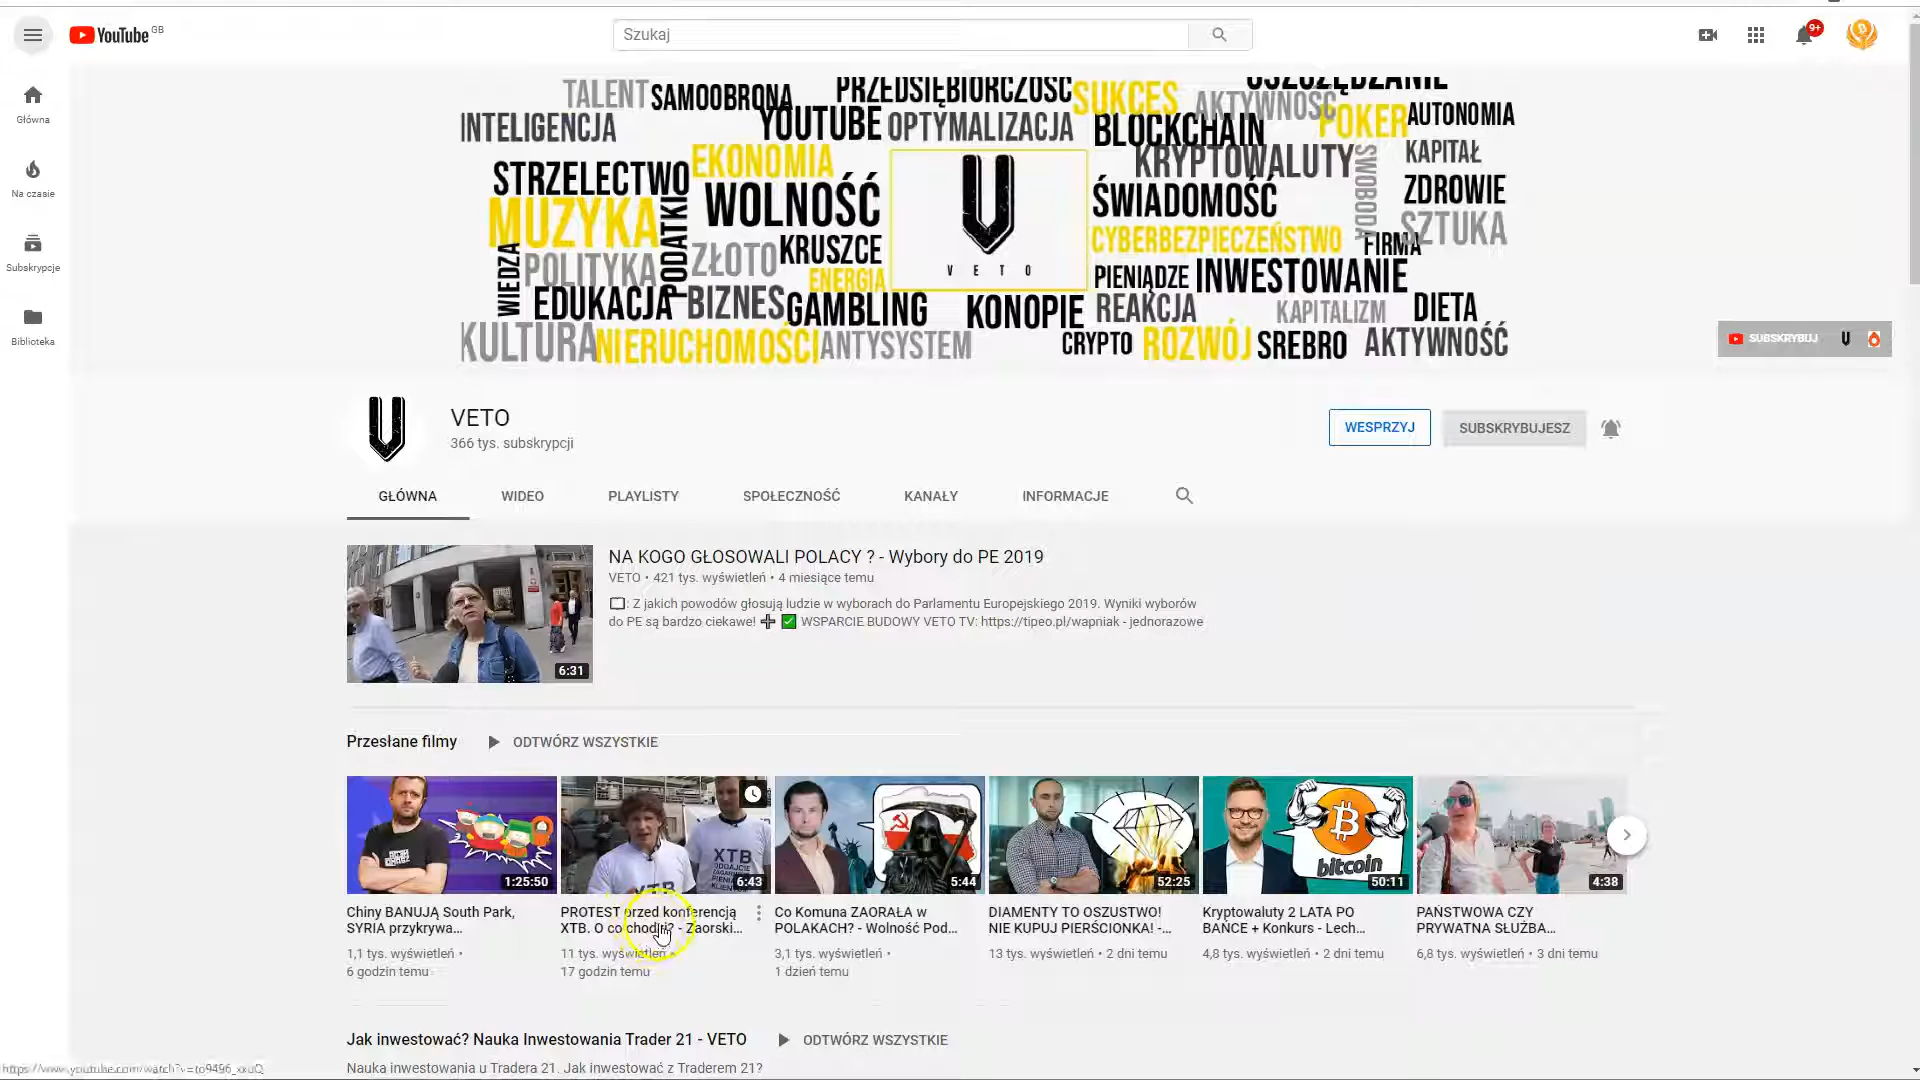 YouTube GB
Szukaj
9+
Główna
Na czasie
Subskrypcje
Biblioteka
TALENT SAMOOBRONA PRZEDSIĘBIORCZOŚĆ SUKCES AKTYWNOŚĆ OSZCZĘDZANIE
INTELIGENCJA YOUTUBE OPTYMALIZACJA BLOCKCHAIN POKER AUTONOMIA
STRZELECTWO EKONOMIA KRYPTOWALUTY SWOBODA KAPITAŁ
MUZYKA PODATKI WOLNOŚĆ ŚWIADOMOŚĆ ZDROWIE
WIEDZA POLITYKA ZŁOTO KRUSZCE VETO CYBERBEZPIECZEŃSTWO FIRMA SZTUKA
EDUKACJA BIZNES ENERGIA PIENIĄDZE INWESTOWANIE
GAMBLING KONOPIE REAKCJA KAPITALIZM DIETA
KULTURA NIERUCHOMOŚCI ANTYSYSTEM CRYPTO ROZWÓJ SREBRO AKTYWNOŚĆ
SUBSKRYBUJ
VETO
366 tys. subskrypcji
WESPRZYJ
SUBSKRYBUJESZ
GŁÓWNA WIDEO PLAYLISTY SPOŁECZNOŚĆ KANAŁY INFORMACJE
6:31
NA KOGO GŁOSOWALI POLACY ? - Wybory do PE 2019
VETO • 421 tys. wyświetleń • 4 miesiące temu
: Z jakich powodów głosują ludzie w wyborach do Parlamentu Europejskiego 2019. Wyniki wyborów
do PE są bardzo ciekawe! ➕ ✅ WSPARCIE BUDOWY VETO TV: https://tipeo.pl/wapniak - jednorazowe
Przesłane filmy ODTWÓRZ WSZYSTKIE
1:25:50
Chiny BANUJĄ South Park,
SYRIA przykrywa...
1,1 tys. wyświetleń •
6 godzin temu
XTB
ODDAJCIE
XTB
6:43
PROTEST przed konferencją
XTB. O co chodzi? - Zaorski...
11 tys. wyświetleń •
17 godzin temu
5:44
Co Komuna ZAORAŁA w
POLAKACH? - Wolność Pod...
3,1 tys. wyświetleń •
1 dzień temu
52:25
DIAMENTY TO OSZUSTWO!
NIE KUPUJ PIERŚCIONKA! -...
13 tys. wyświetleń • 2 dni temu
bitcoin
50:11
Kryptowaluty 2 LATA PO
BAŃCE + Konkurs - Lech...
4,8 tys. wyświetleń • 2 dni temu
4:38
PAŃSTWOWA CZY
PRYWATNA SŁUŻBA...
6,8 tys. wyświetleń • 3 dni temu
Jak inwestować? Nauka Inwestowania Trader 21 - VETO ODTWÓRZ WSZYSTKIE
Nauka inwestowania u Tradera 21. Jak inwestować z Traderem 21?